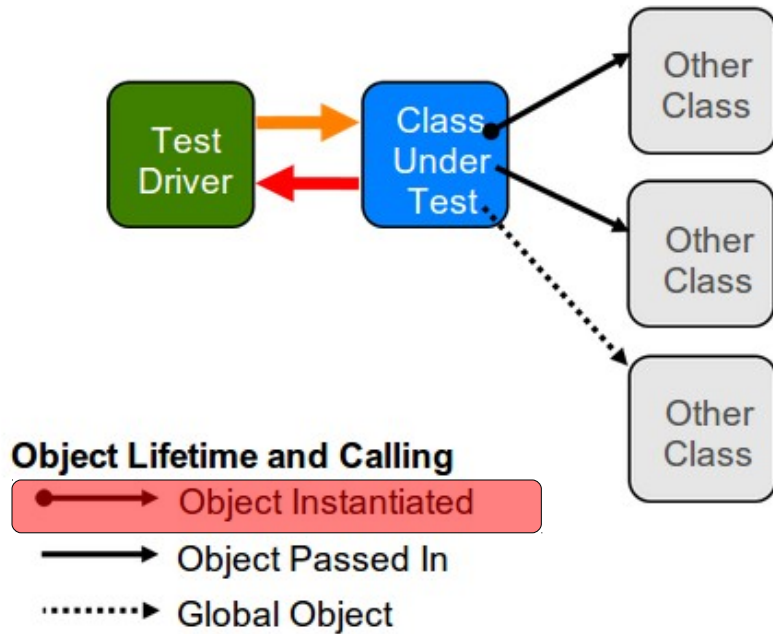 Test
Driver
Class
Under
Test
Other
Class
Other
Class
Other
Class
Object Lifetime and Calling
Object Instantiated
Object Passed In
Global Object